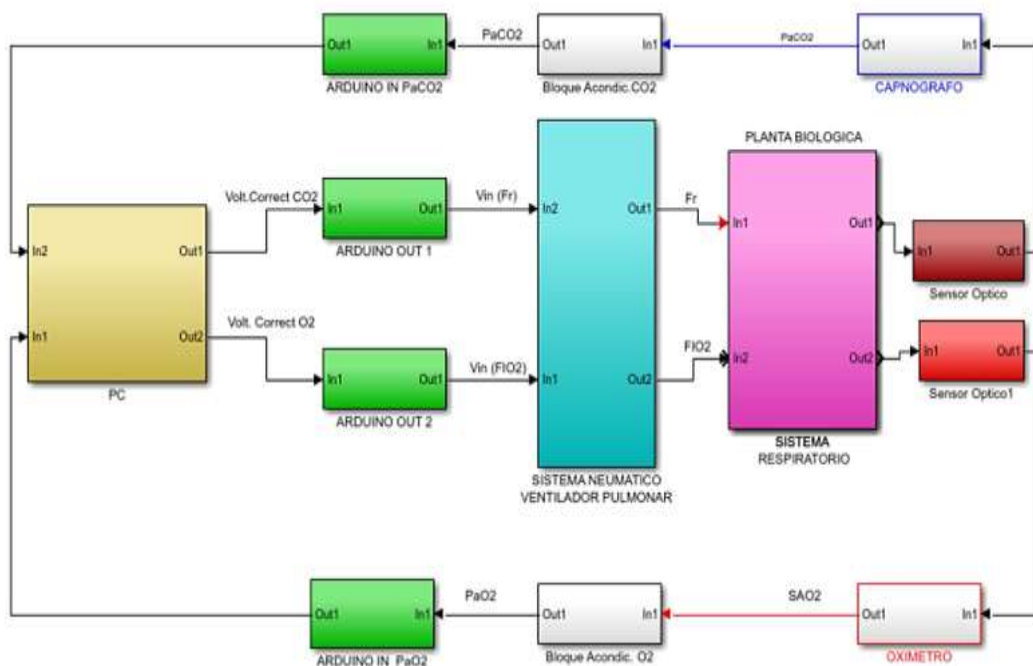 PaCO2
PaCO2
Out1 In1
Out1 In1
Out1 In1
ARDUINO IN PaCO2
Bloque Acondic.CO2
CAPNOGRAFO
PLANTA BIOLOGICA
Volt.Correct CO2
Vin (Fr)
Fr
In1 Out1
In2
Out1
In1
Out1
ARDUINO OUT 1
In2
Out1
In1 Out1
Sensor Optico
Volt. Correct O2
In1
Out2
PC
Vin (FIO2)
FIO2
In1 Out1
ARDUINO OUT 2
In1
Out2
In2
Out2
In1 Out1
Sensor Optico1
SISTEMA
RESPIRATORIO
SISTEMA NEUMATICO
VENTILADOR PULMONAR
PaO2
SAO2
Out1 In1
Out1 In1
Out1 In1
ARDUINO IN PaO2
Bloque Acondic. O2
OXIMETRO